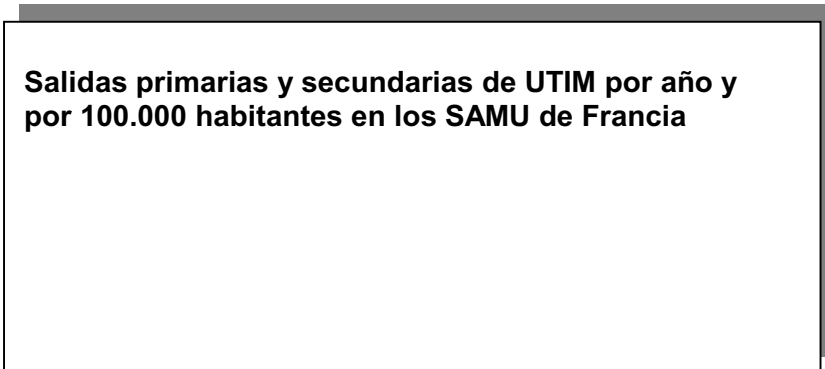 Salidas primarias y secundarias de UTIM por año y
por 100.000 habitantes en los SAMU de Francia